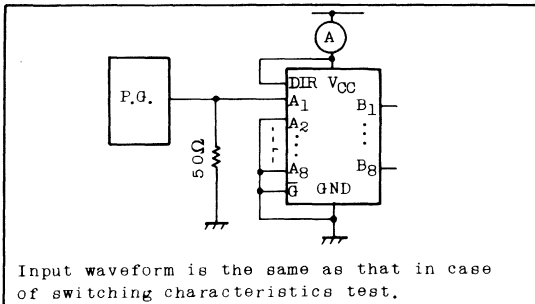 A
DIR VCC
P.G.
A1
B1
A2
A8
B8
G̅
GND
50Ω
Input waveform is the same as that in case
of switching characteristics test.